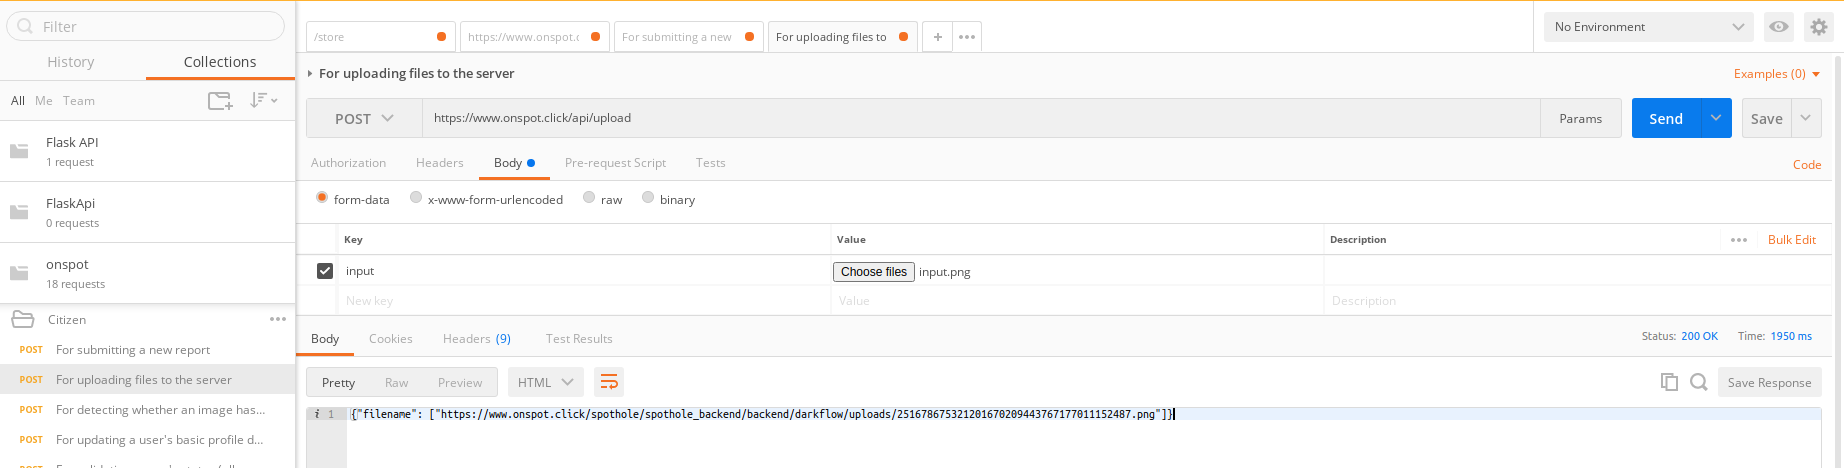 Filter
History Collections
All Me Team
Flask API
1 request
FlaskApi
0 requests
onspot
18 requests
Citizen
POST For submitting a new report
POST For uploading files to the server
POST For detecting whether an image has...
POST For updating a user's basic profile d...
/store https://www.onspot.c For submitting a new For uploading files to +
No Environment
For uploading files to the server
Examples (0)
POST https://www.onspot.click/api/upload Params Send Save
Authorization Headers Body Pre-request Script Tests Code
form-data x-www-form-urlencoded raw binary
Key Value Description Bulk Edit
input Choose files input.png
New key Value Description
Body Cookies Headers (9) Test Results Status: 200 OK Time: 1950 ms
Pretty Raw Preview HTML Save Response
i 1 {"filename": ["https://www.onspot.click/spothole/spothole_backend/backend/darkflow/uploads/251678675321201670209443767177011152487.png"]}